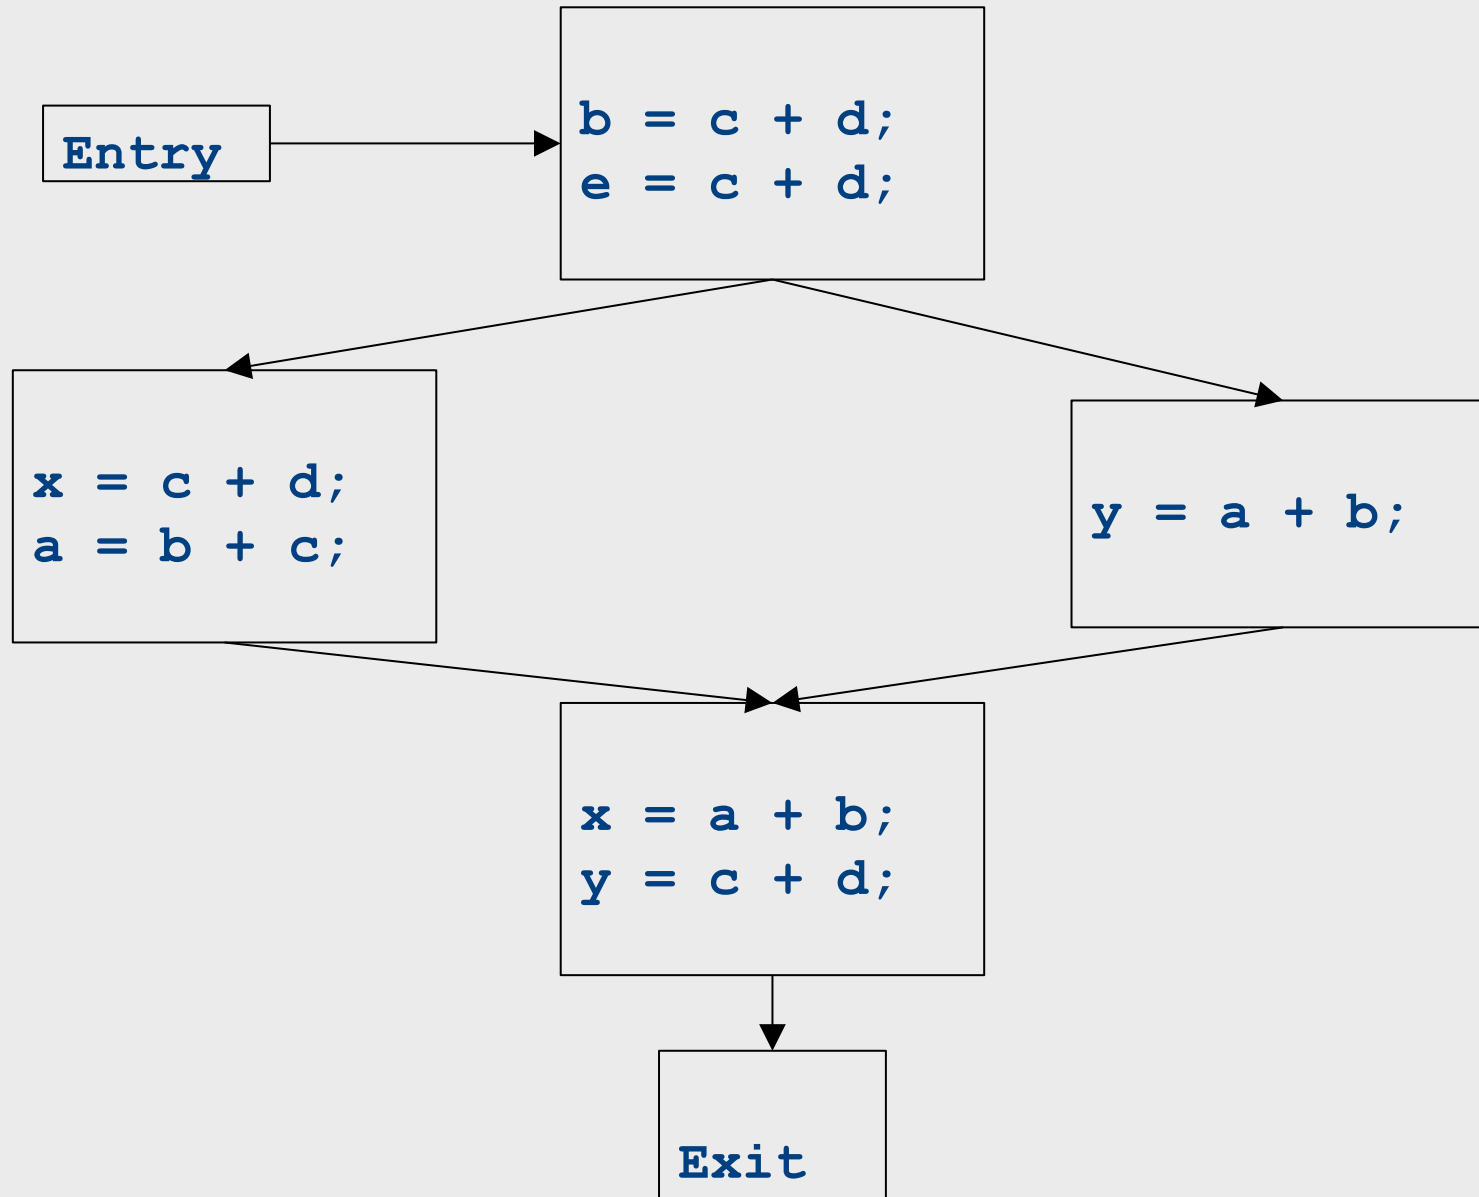 Entry
b = c + d;
e = c + d;
x = c + d;
a = b + c;
y = a + b;
x = a + b;
y = c + d;
Exit